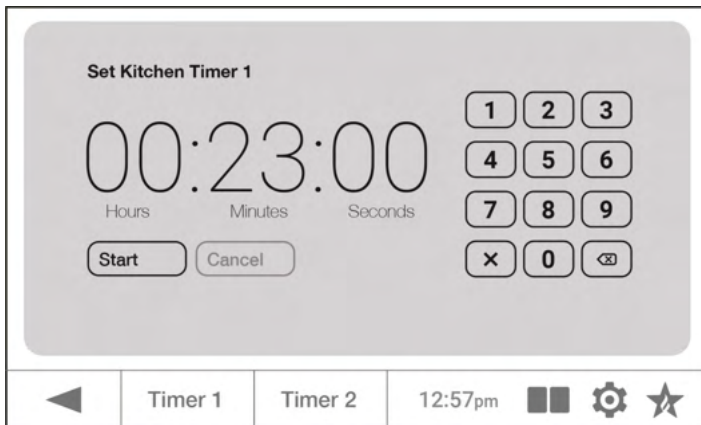 Set Kitchen Timer 1
00:23:00
Hours Minutes Seconds
Start Cancel
1 2 3
4 5 6
7 8 9
× 0
Timer 1 Timer 2 12:57pm